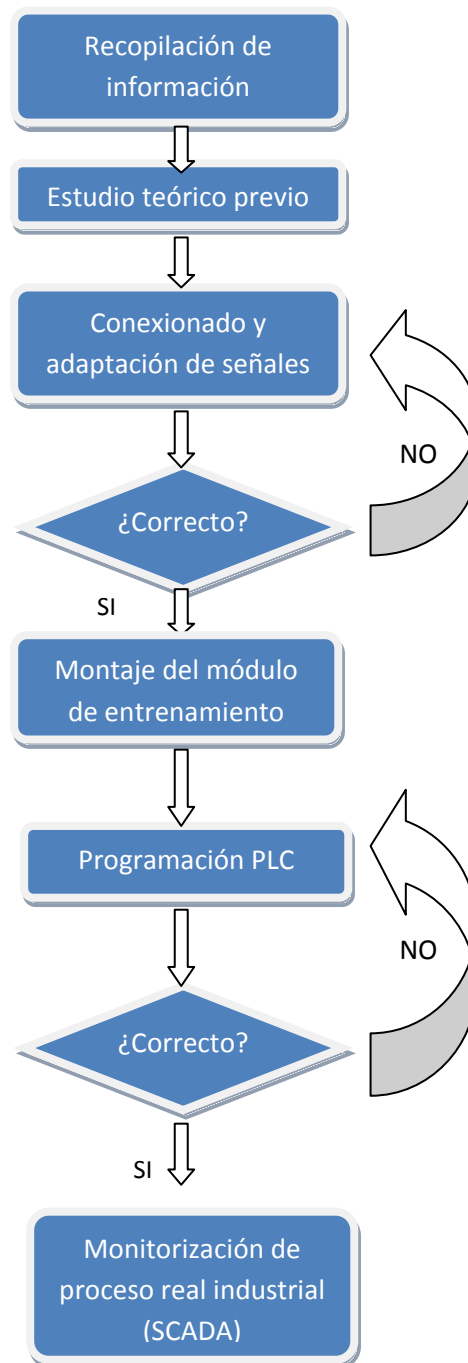 Recopilación de
información
Estudio teórico previo
Conexionado y
adaptación de señales
NO
¿Correcto?
SI
Montaje del módulo
de entrenamiento
Programación PLC
NO
¿Correcto?
SI
Monitorización de
proceso real industrial
(SCADA)